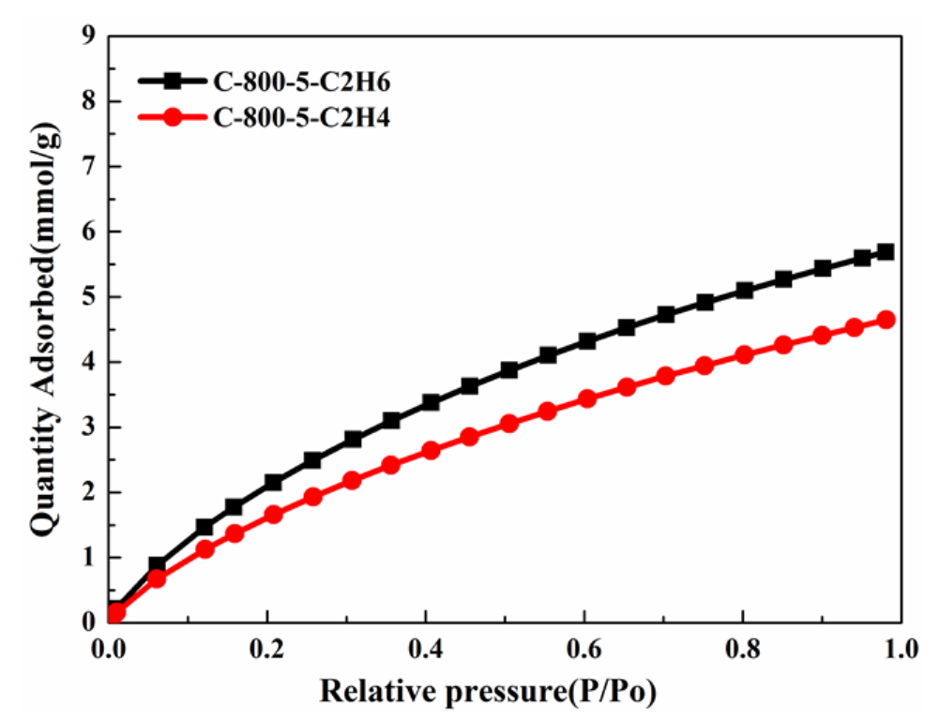 9
8
7
6
5
4
3
2
1
0
C-800-5-C2H6
C-800-5-C2H4
Quantity Adsorbed(mmol/g)
0.0 0.2 0.4 0.6 0.8 1.0
Relative pressure(P/Po)